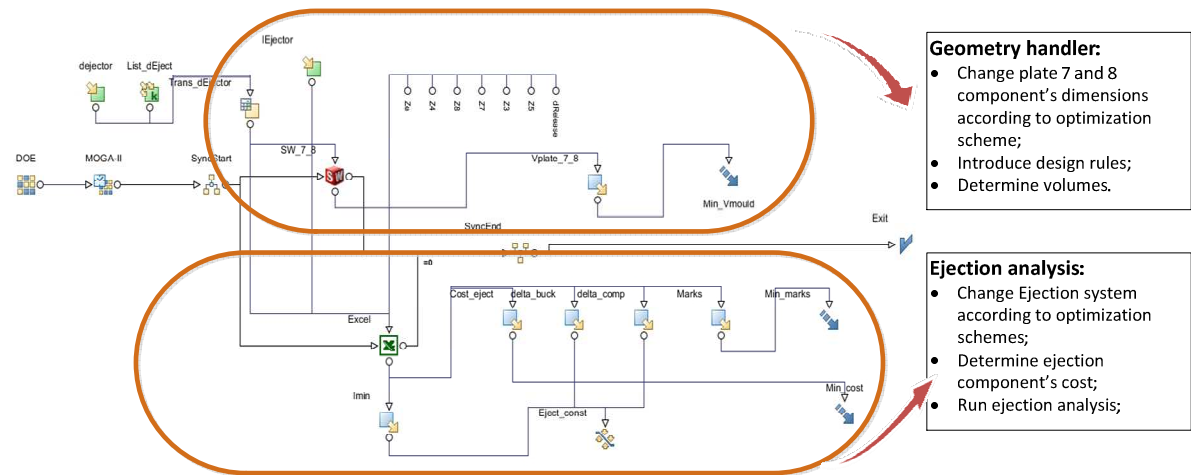 lEjector
dejector
List_dEject
Trans_dEjector
Ze
Z4
Z8
Z7
Z3
Z5
dRelease
DOE
MOGA-II
SyncStart
SW_7_8
Vplate_7_8
Min_Vmould
SyncEnd
Exit
=0
Cost_eject
delta_buck
delta_comp
Marks
Min_marks
Excel
Imin
Eject_const
Min_cost
Geometry handler:
● Change plate 7 and 8
component's dimensions
according to optimization
scheme;
● Introduce design rules;
● Determine volumes.
Ejection analysis:
● Change Ejection system
according to optimization
schemes;
● Determine ejection
component's cost;
● Run ejection analysis;